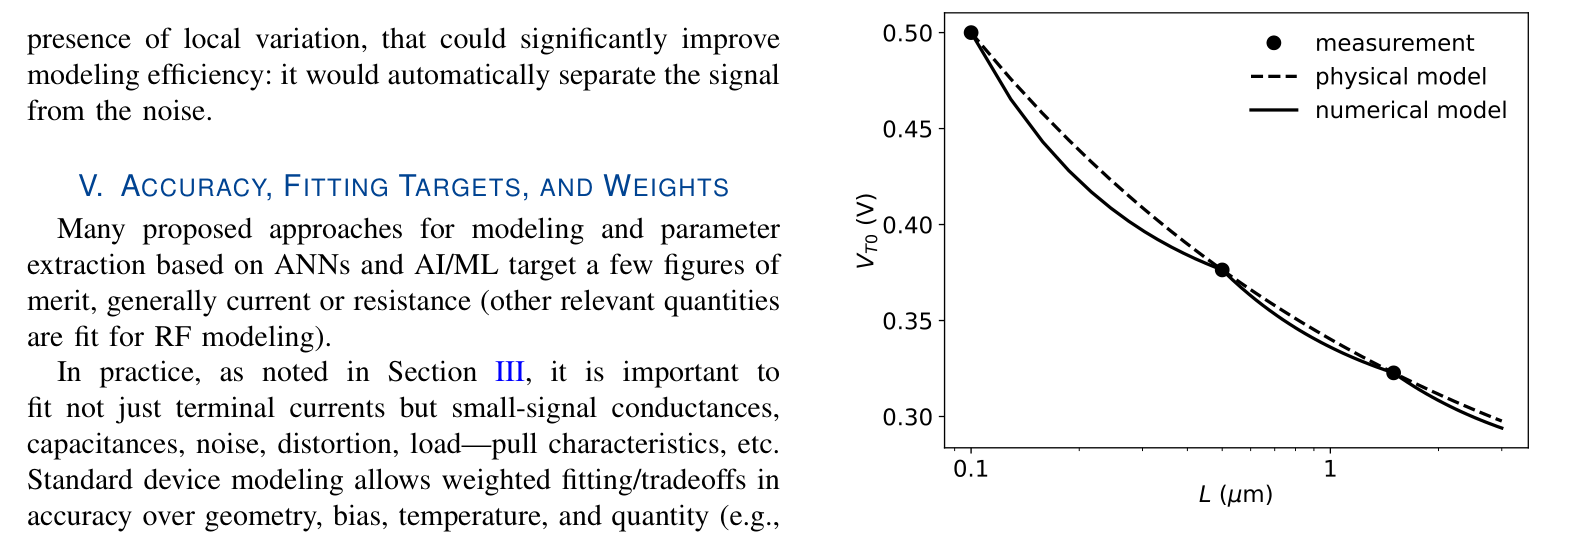 presence of local variation, that could significantly improve
modeling efficiency: it would automatically separate the signal
from the noise.
V. ACCURACY, FITTING TARGETS, AND WEIGHTS
Many proposed approaches for modeling and parameter
extraction based on ANNs and AI/ML target a few figures of
merit, generally current or resistance (other relevant quantities
are fit for RF modeling).
In practice, as noted in Section III, it is important to
fit not just terminal currents but small-signal conductances,
capacitances, noise, distortion, load—pull characteristics, etc.
Standard device modeling allows weighted fitting/tradeoffs in
accuracy over geometry, bias, temperature, and quantity (e.g.,
measurement
physical model
numerical model
0.50
0.45
0.40
0.35
0.30
V_{T0} (V)
0.1 1
L (μm)